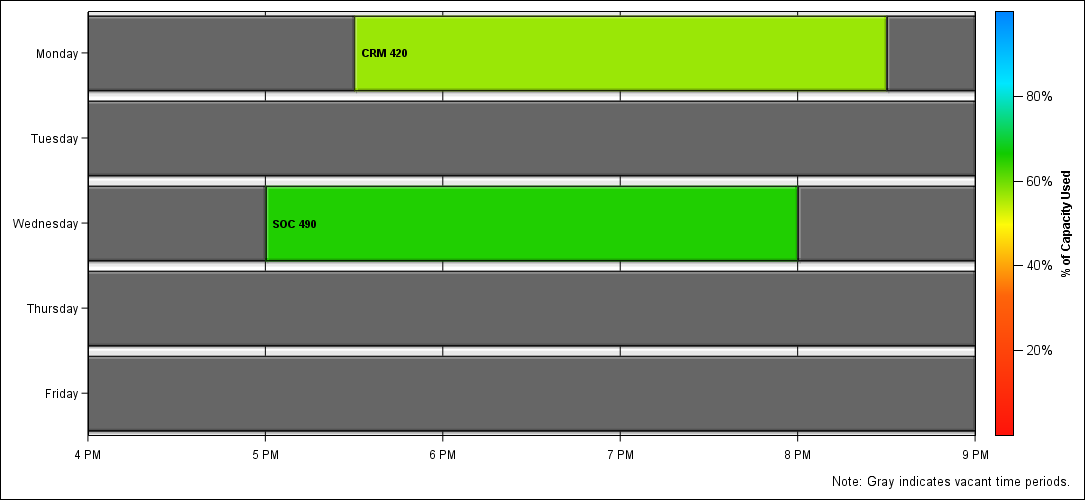 Monday
CRM 420
Tuesday
Wednesday
SOC 490
Thursday
Friday
4 PM 5 PM 6 PM 7 PM 8 PM 9 PM
80%
60%
40%
20%
% of Capacity Used
Note: Gray indicates vacant time periods.